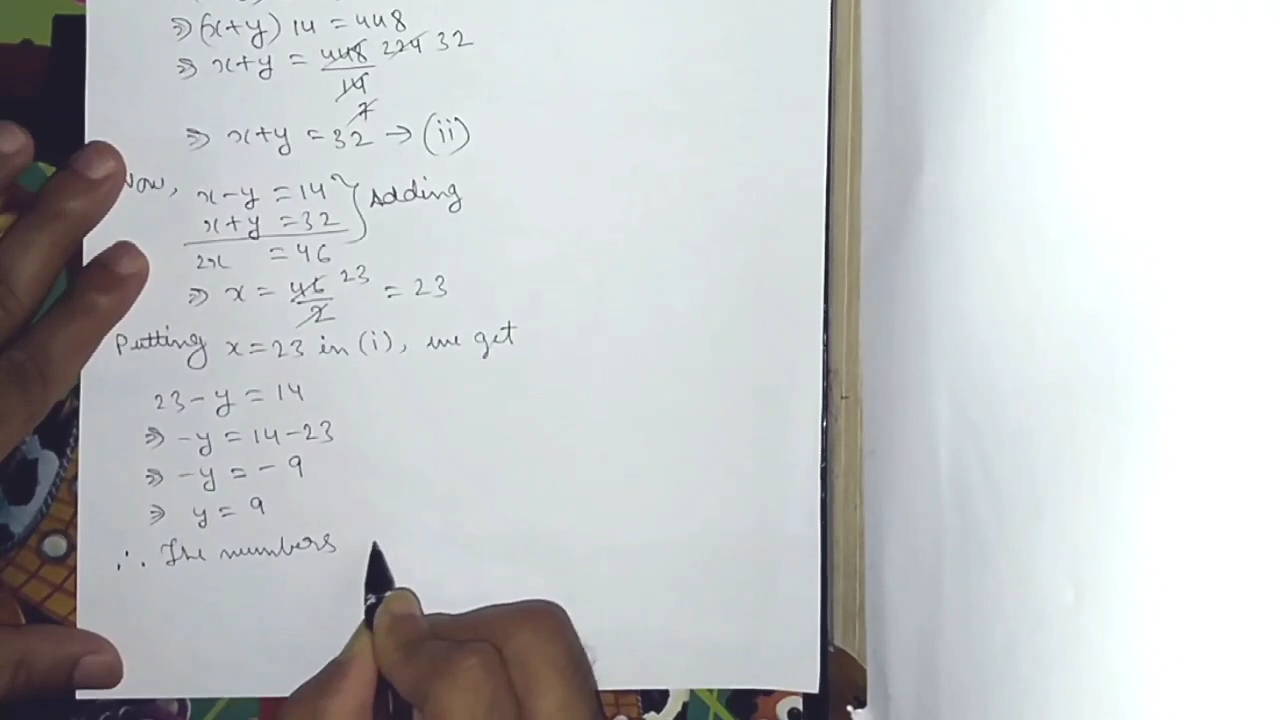 ⇒ (x+y) 14 = 448
⇒ x+y = 448/14 224 32
7
⇒ x+y = 32 → (ii)
Now, x-y = 14 } Adding
x+y = 32
2x = 46
⇒ x = 46/2 23 = 23
Putting x=23 in (i), we get
23-y = 14
⇒ -y = 14-23
⇒ -y = -9
⇒ y = 9
∴ The numbers